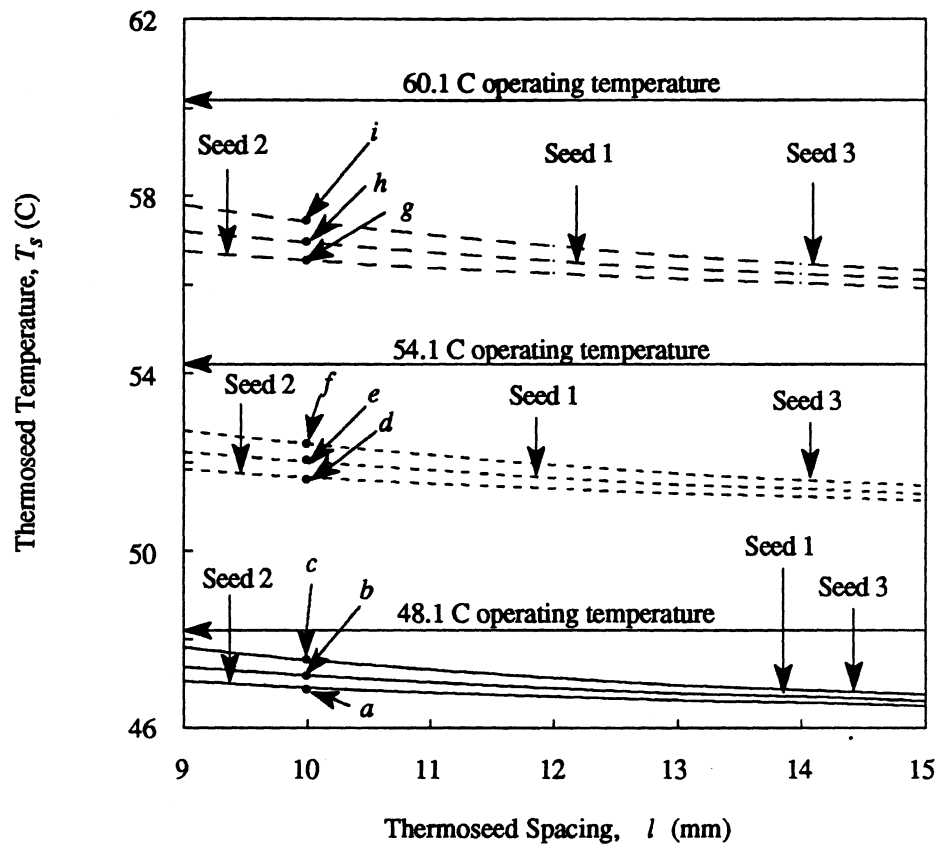 62
60.1 C operating temperature
Seed 2
i
Seed 1
Seed 3
h
g
58
Thermoseed Temperature, Ts (C)
54.1 C operating temperature
54
Seed 2
f
e
d
Seed 1
Seed 3
50
Seed 2
c
b
Seed 1
Seed 3
48.1 C operating temperature
a
46
9 10 11 12 13 14 15
Thermoseed Spacing, l (mm)